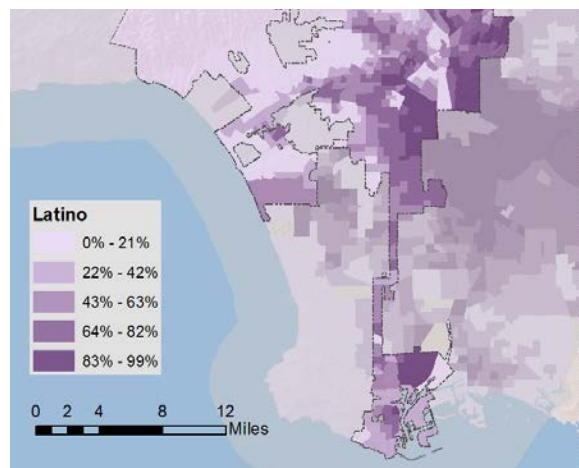 Latino
0% - 21%
22% - 42%
43% - 63%
64% - 82%
83% - 99%
0 2 4 8 12
Miles